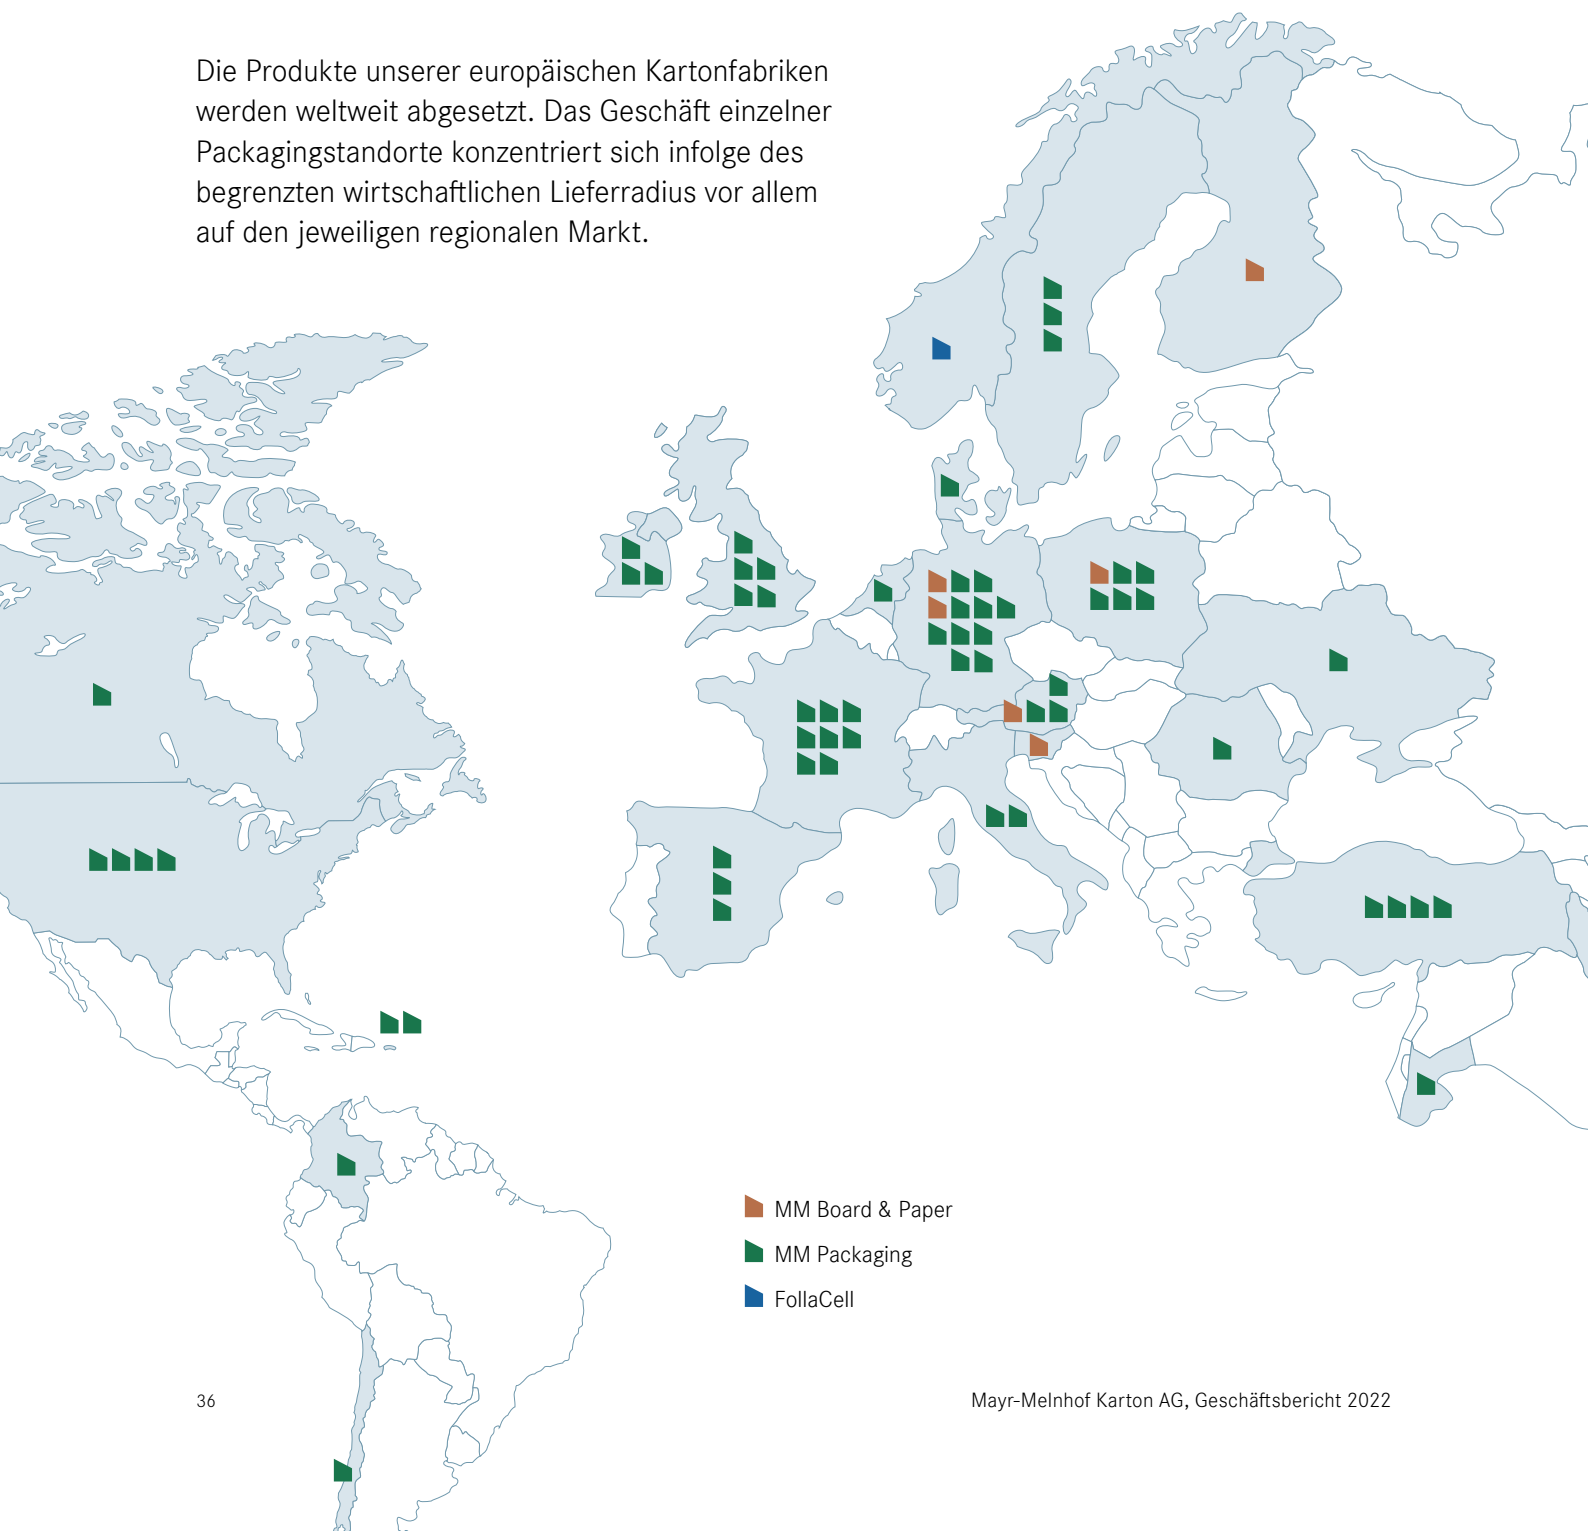 Die Produkte unserer europäischen Kartonfabriken
werden weltweit abgesetzt. Das Geschäft einzelner
Packagingstandorte konzentriert sich infolge des
begrenzten wirtschaftlichen Lieferradius vor allem
auf den jeweiligen regionalen Markt.
MM Board & Paper
MM Packaging
FollaCell
36
Mayr-Melnhof Karton AG, Geschäftsbericht 2022